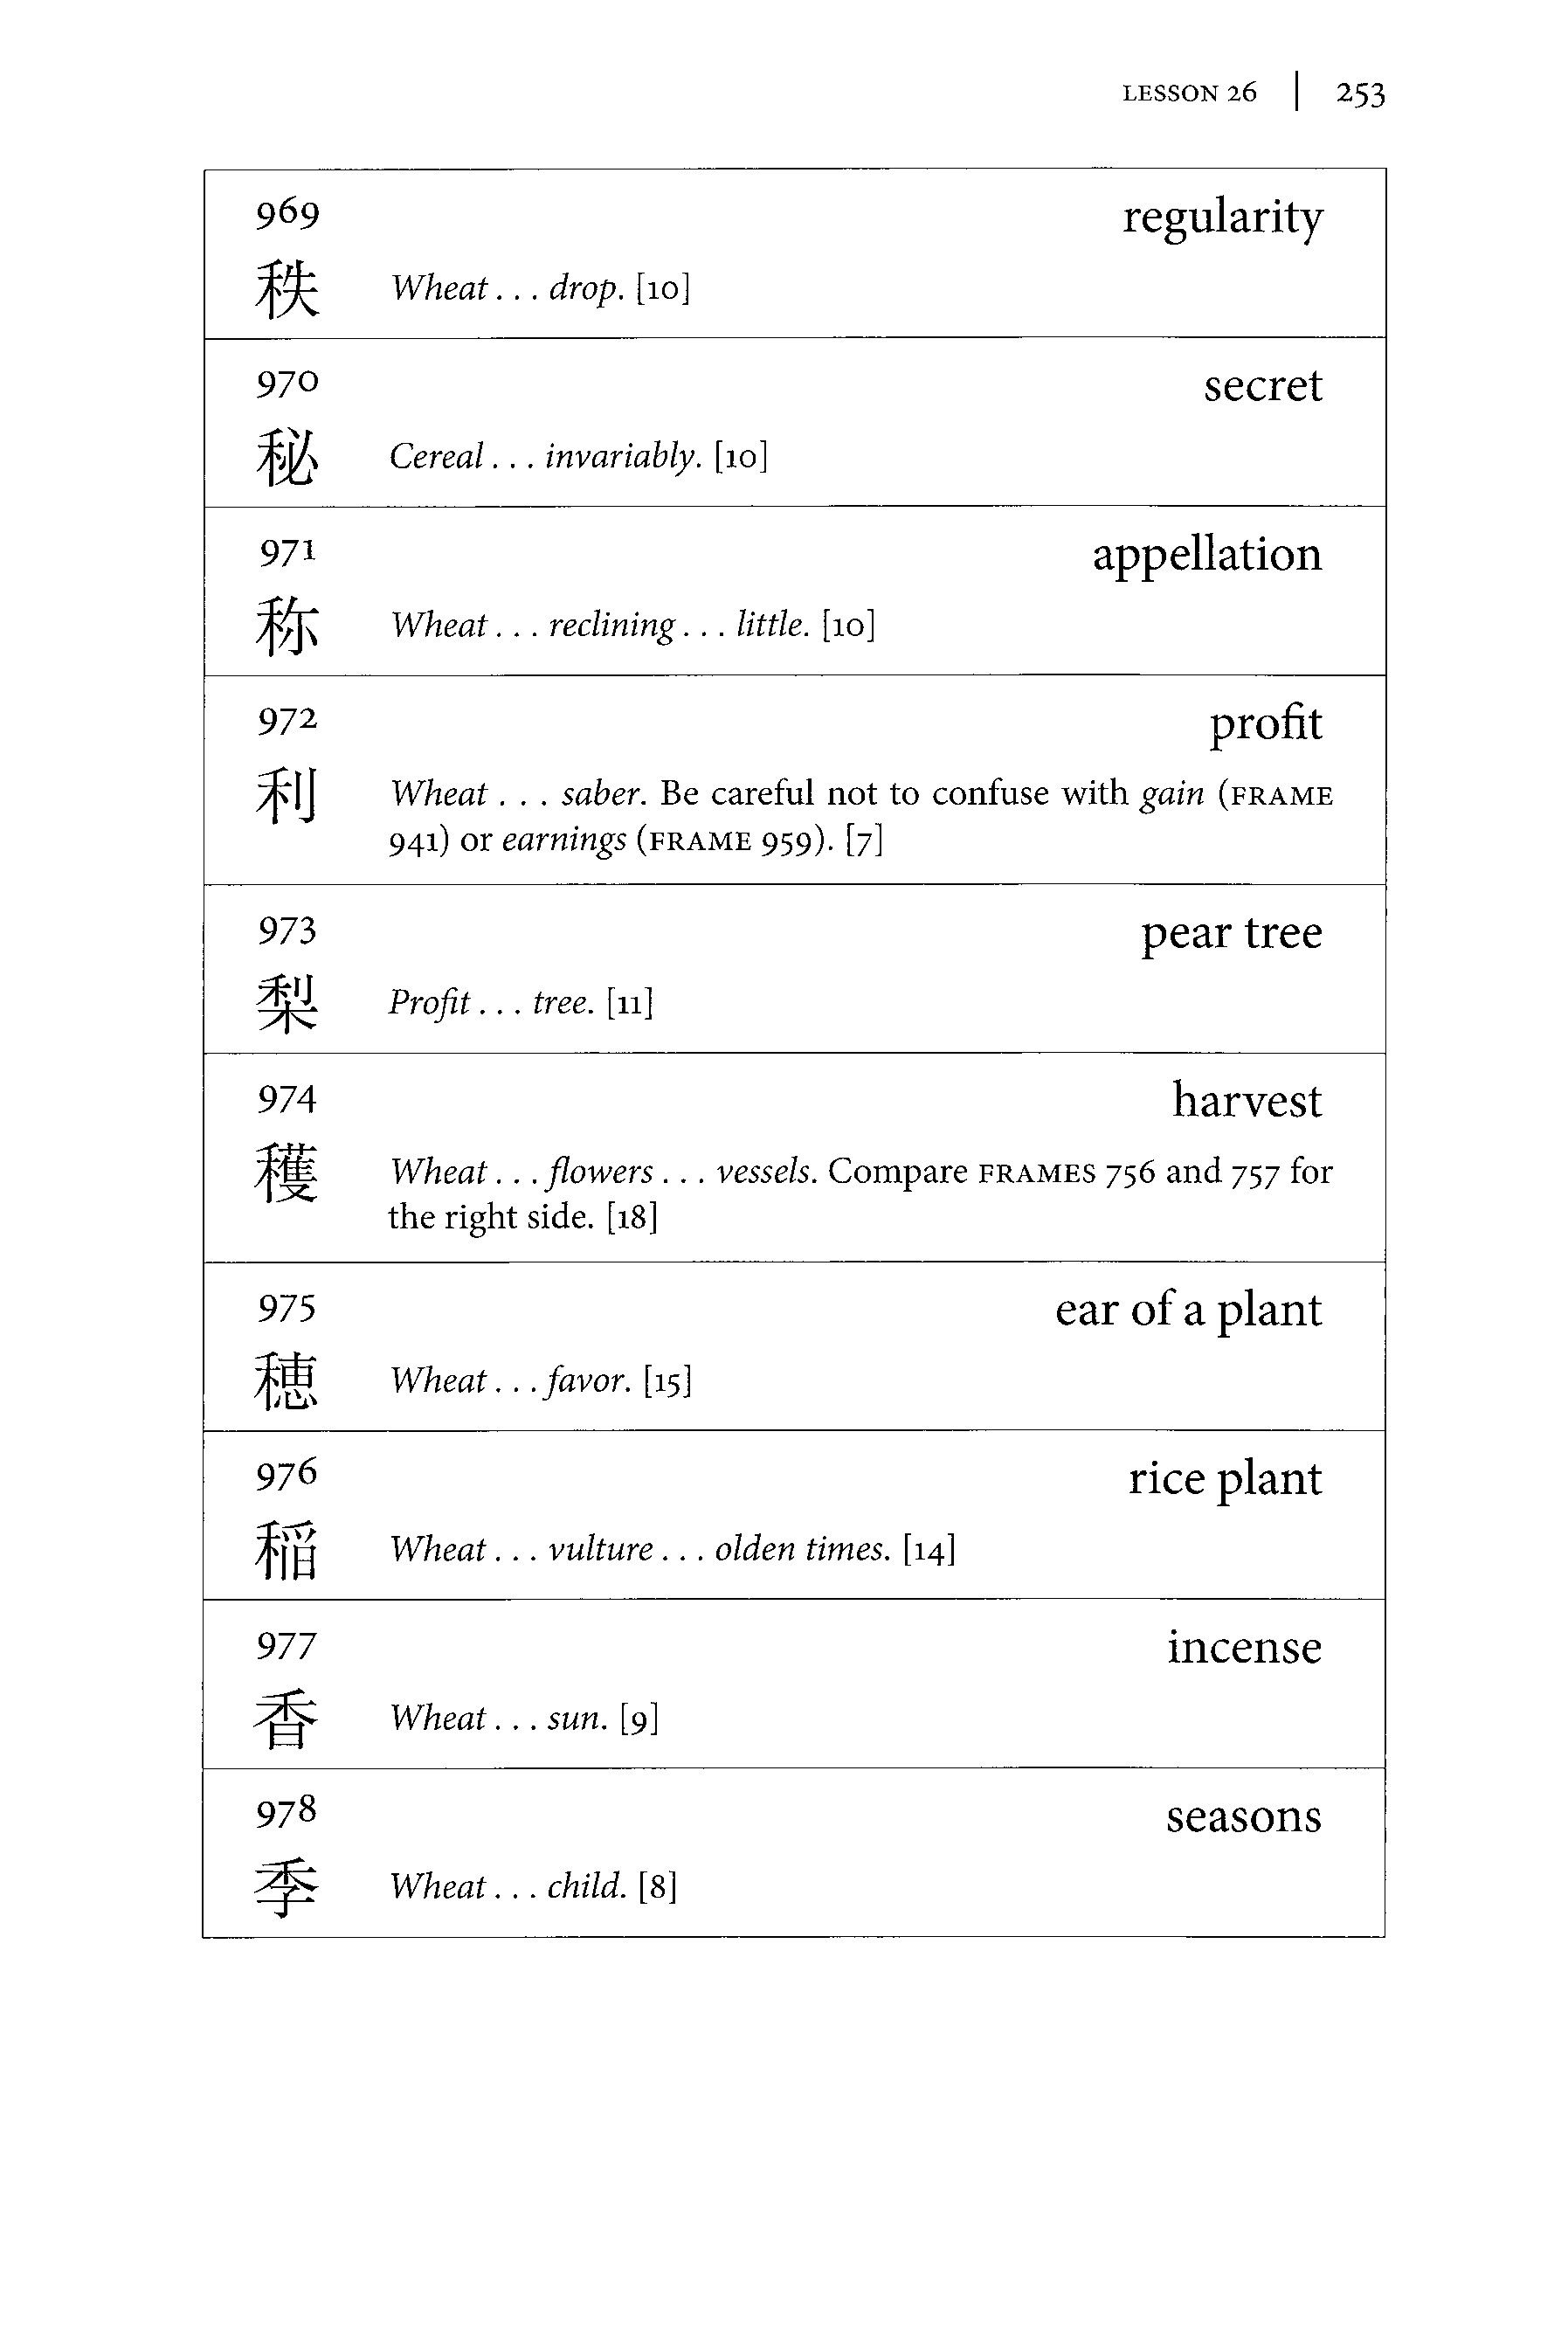 LESSON 26 | 253
969 regularity
秩 Wheat . . . drop. [10]
970 secret
秘 Cereal . . . invariably. [10]
971 appellation
称 Wheat . . . reclining . . . little. [10]
972 profit
利 Wheat . . . saber. Be careful not to confuse with gain (FRAME
941) or earnings (FRAME 959). [7]
973 pear tree
梨 Profit . . . tree. [11]
974 harvest
穫 Wheat . . . flowers . . . vessels. Compare FRAMES 756 and 757 for
the right side. [18]
975 ear of a plant
穂 Wheat . . . favor. [15]
976 rice plant
稲 Wheat . . . vulture . . . olden times. [14]
977 incense
香 Wheat . . . sun. [9]
978 seasons
季 Wheat . . . child. [8]